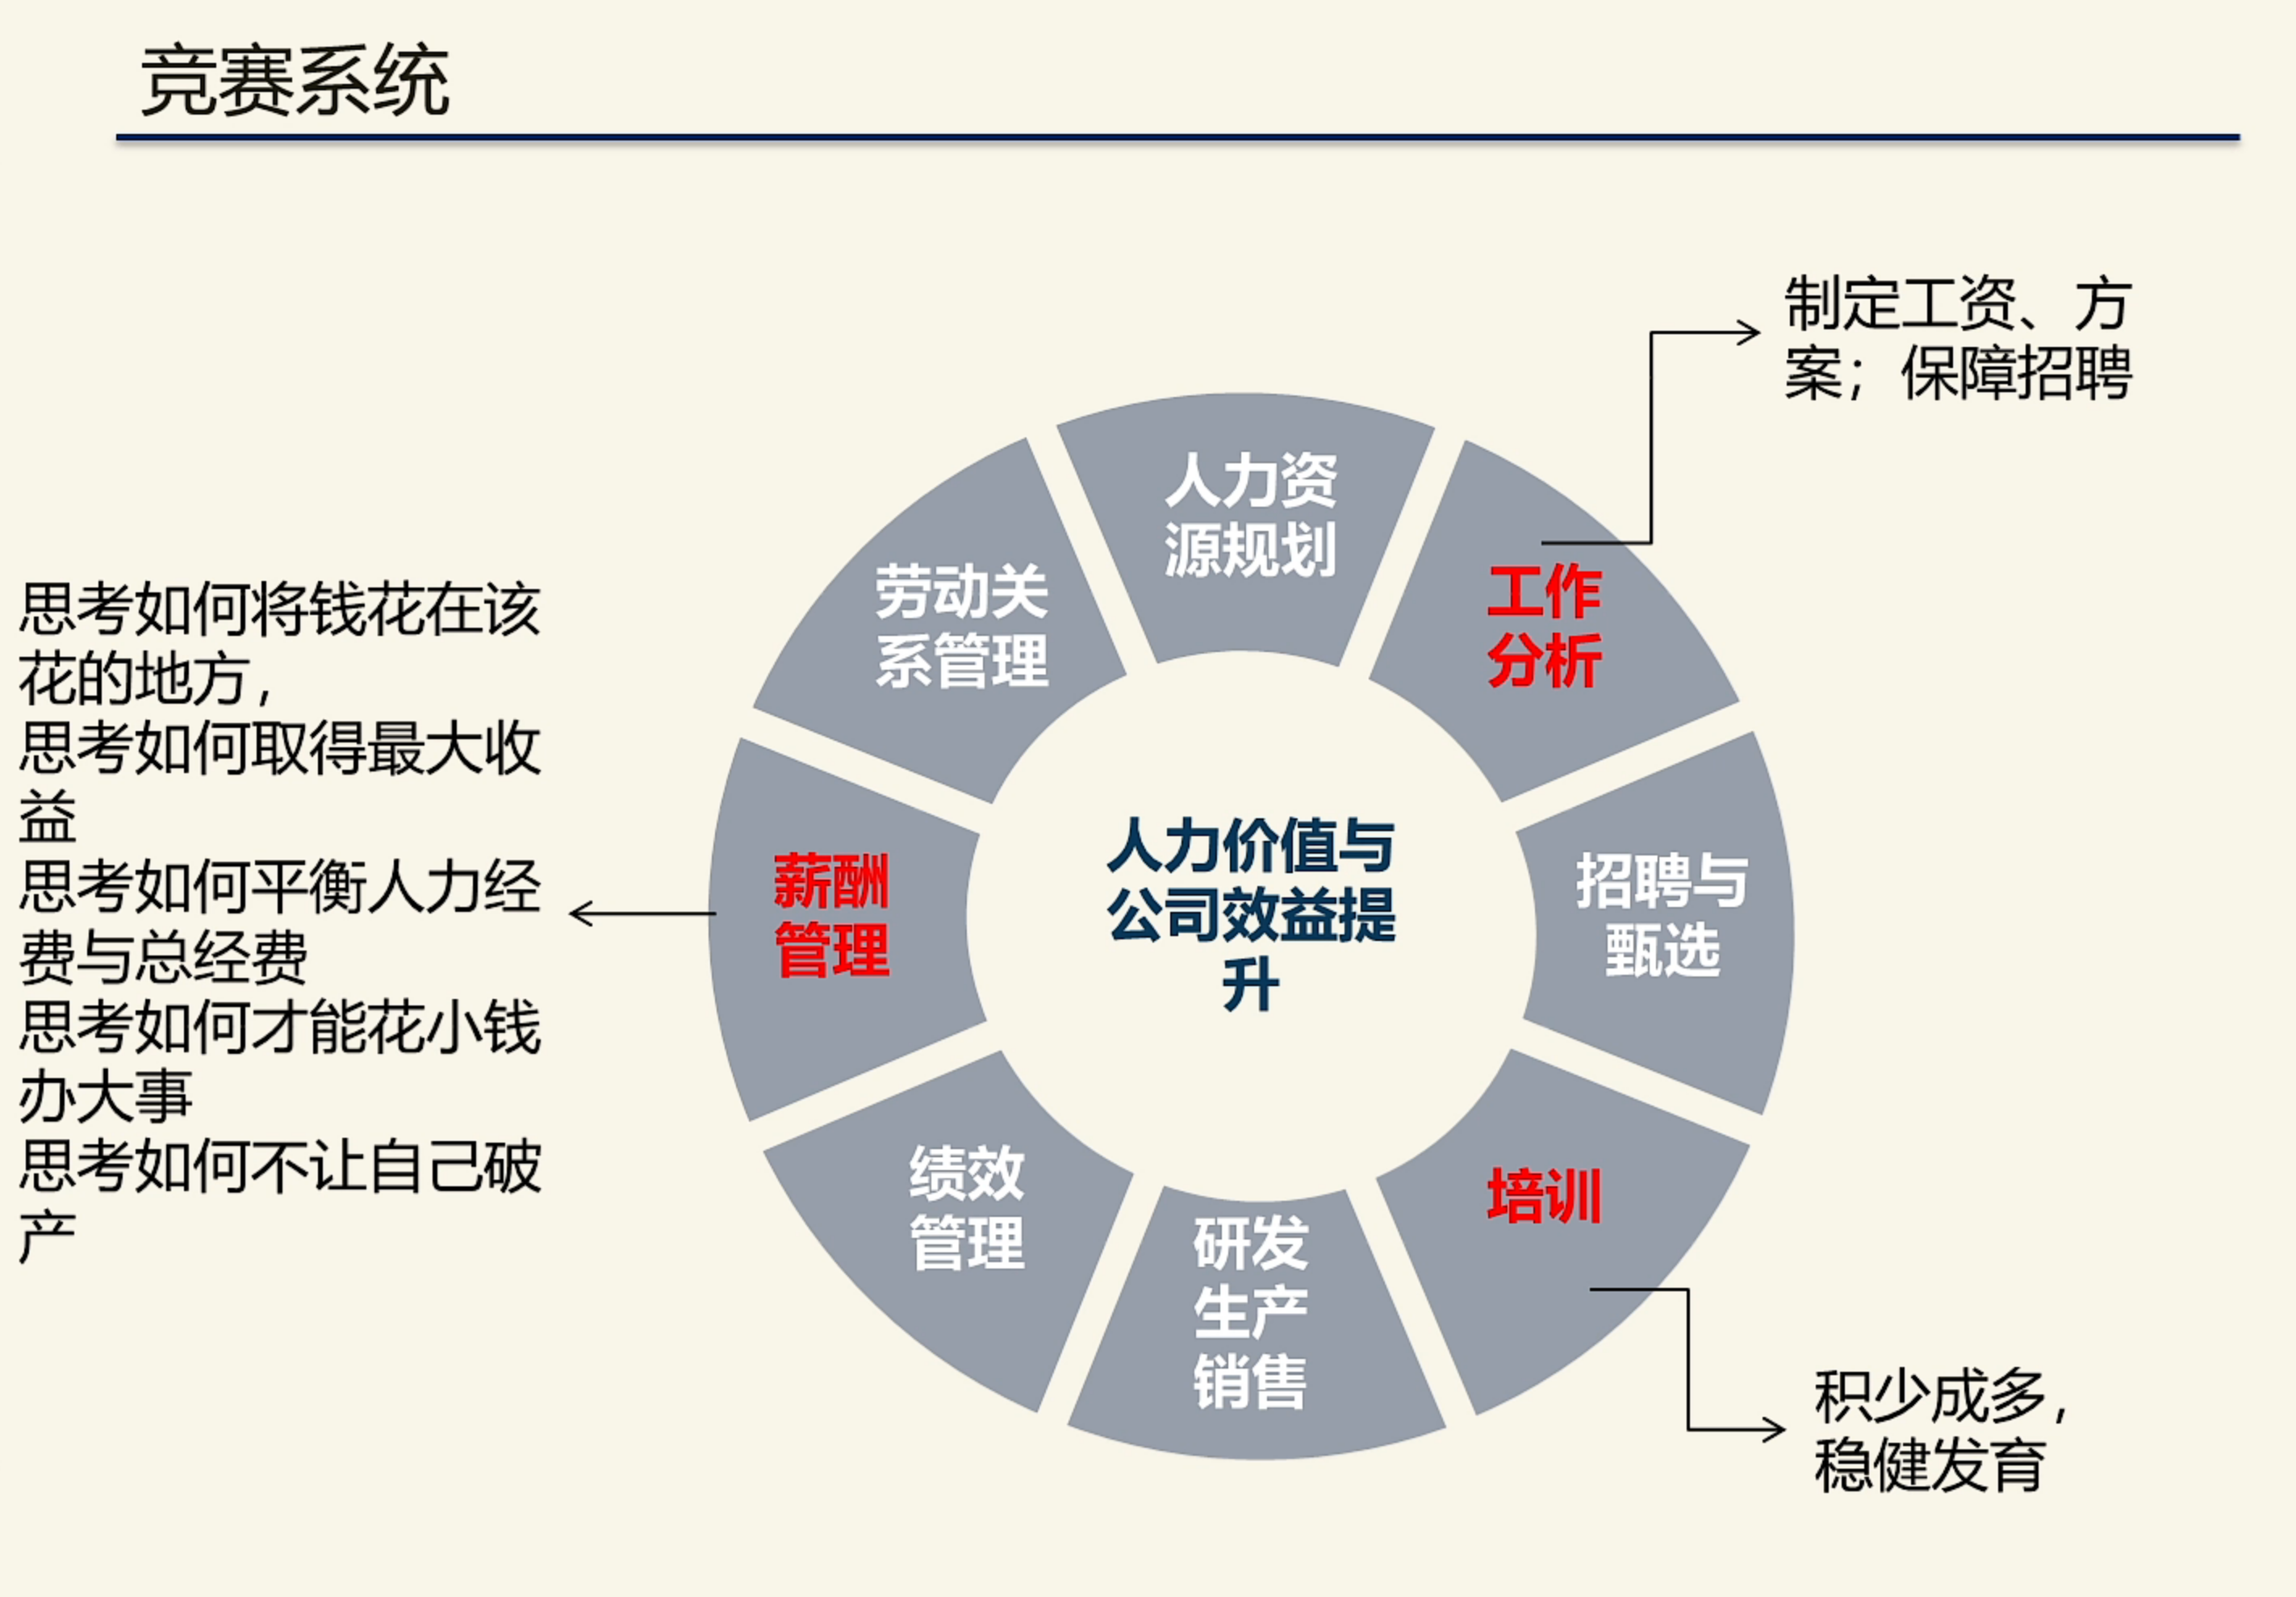 竞赛系统
制定工资、方
案；保障招聘
人力资
源规划
工作
分析
劳动关
系管理
招聘与
甄选
人力价值与
公司效益提
升
薪酬
管理
培训
绩效
管理
研发
生产
销售
思考如何将钱花在该
花的地方，
思考如何取得最大收
益
思考如何平衡人力经
费与总经费
思考如何才能花小钱
办大事
思考如何不让自己破
产
积少成多，
稳健发育